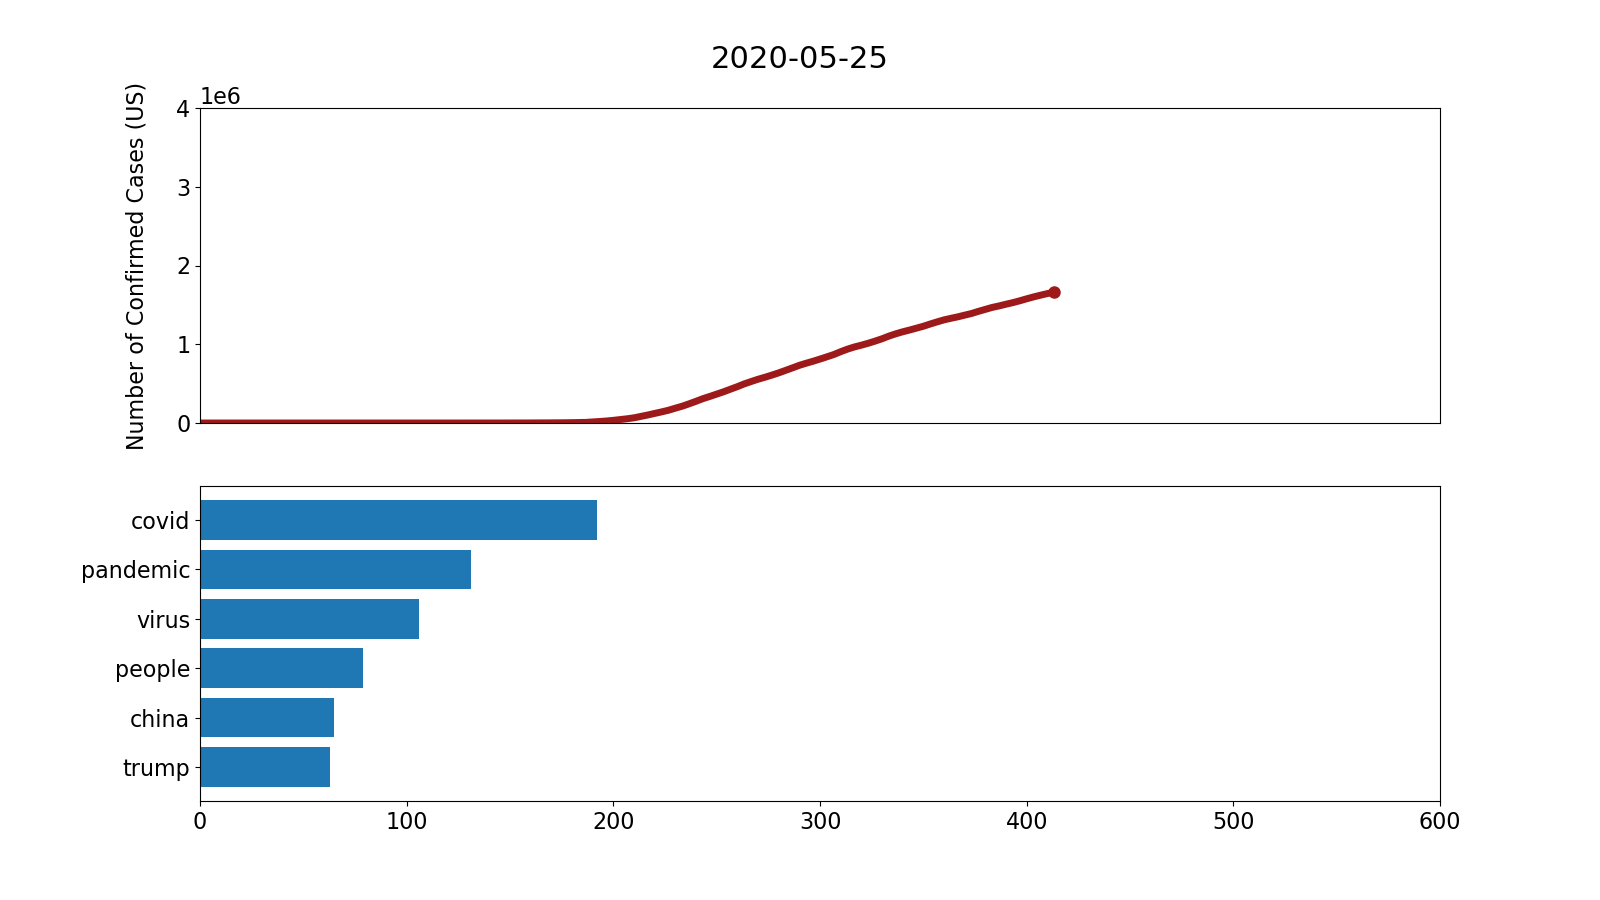 2020-05-25
1e6
Number of Confirmed Cases (US)
4
3
2
1
0
covid
pandemic
virus
people
china
trump
0 100 200 300 400 500 600